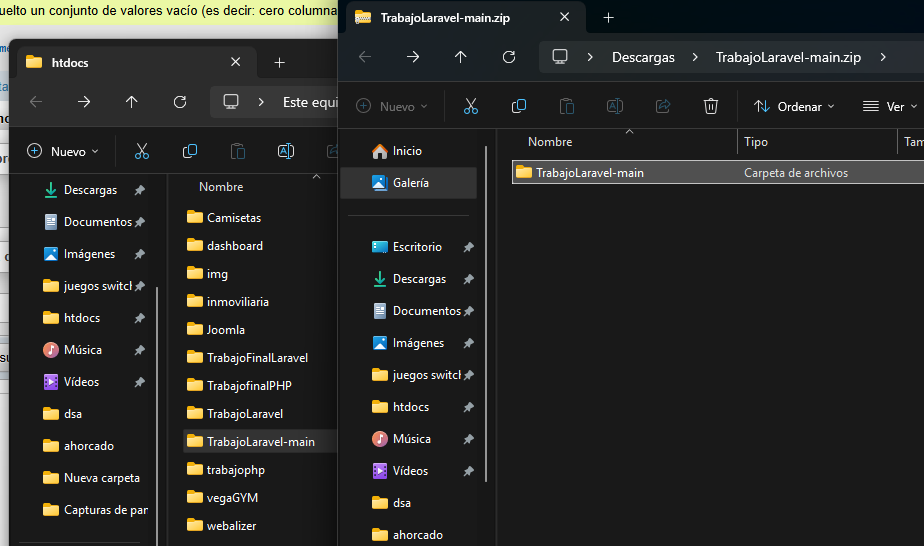 uelto un conjunto de valores vacío (es decir: cero columna
htdocs
Este equi
Nuevo
Descargas
Documentos
Imágenes
juegos switch
htdocs
Música
Vídeos
dsa
ahorcado
Nueva carpeta
Capturas de pan
Nombre
Camisetas
dashboard
img
inmoviliaria
Joomla
TrabajoFinalLaravel
TrabajofinalPHP
TrabajoLaravel
TrabajoLaravel-main
trabajophp
vegaGYM
webalizer
TrabajoLaravel-main.zip
Descargas
TrabajoLaravel-main.zip
Nuevo
Ordenar
Ver
Inicio
Galería
Escritorio
Descargas
Documentos
Imágenes
juegos switch
htdocs
Música
Vídeos
dsa
ahorcado
Nombre
Tipo
Tam
TrabajoLaravel-main
Carpeta de archivos